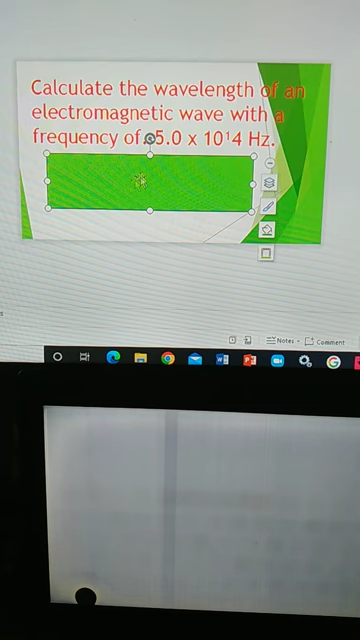 Calculate the wavelength of an
electromagnetic wave with a
frequency of 5.0 x 10¹4 Hz.
Notes
Comment